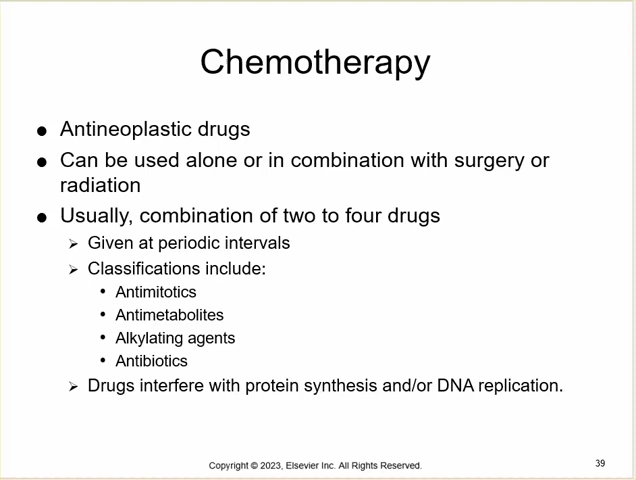 Chemotherapy
● Antineoplastic drugs
● Can be used alone or in combination with surgery or
radiation
● Usually, combination of two to four drugs
➢ Given at periodic intervals
➢ Classifications include:
• Antimitotics
• Antimetabolites
• Alkylating agents
• Antibiotics
➢ Drugs interfere with protein synthesis and/or DNA replication.
Copyright © 2023, Elsevier Inc. All Rights Reserved.
39